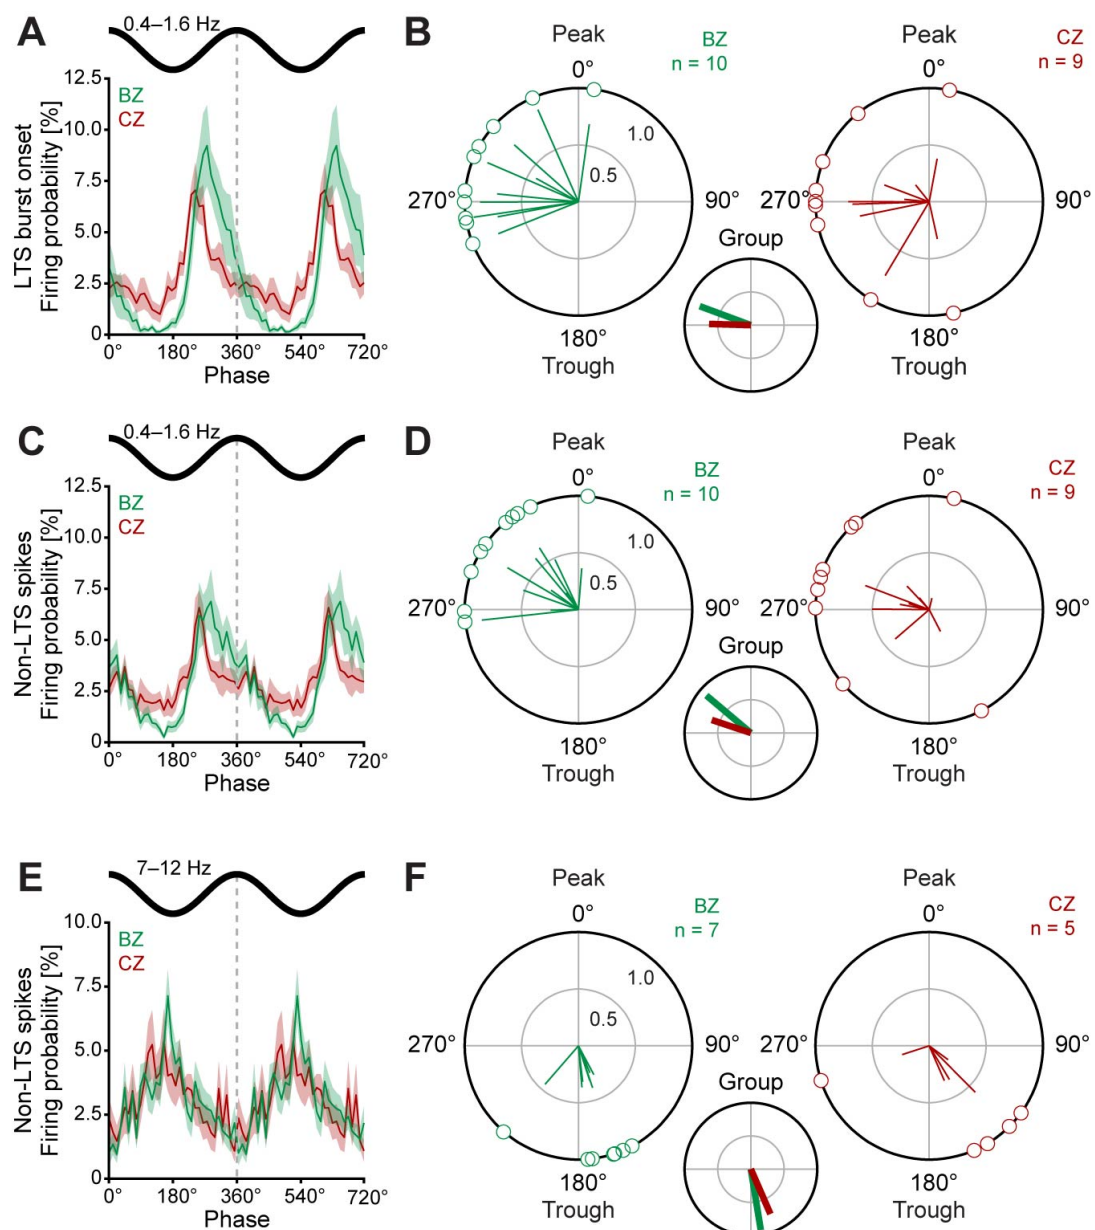 A
0.4–1.6 Hz
LTS burst onset
Firing probability [%]
12.5
10.0
7.5
5.0
2.5
0
BZ
CZ
0° 180° 360° 540° 720°
Phase
B
Peak
0°
BZ
n = 10
1.0
0.5
270°
90°
180°
Trough
Group
Peak
0°
CZ
n = 9
270°
90°
180°
Trough
C
0.4–1.6 Hz
Non-LTS spikes
Firing probability [%]
12.5
10.0
7.5
5.0
2.5
0
BZ
CZ
0° 180° 360° 540° 720°
Phase
D
Peak
0°
BZ
n = 10
1.0
0.5
270°
90°
180°
Trough
Group
Peak
0°
CZ
n = 9
270°
90°
180°
Trough
E
7–12 Hz
Non-LTS spikes
Firing probability [%]
10.0
7.5
5.0
2.5
0
BZ
CZ
0° 180° 360° 540° 720°
Phase
F
Peak
0°
BZ
n = 7
1.0
0.5
270°
90°
180°
Trough
Group
Peak
0°
CZ
n = 5
270°
90°
180°
Trough